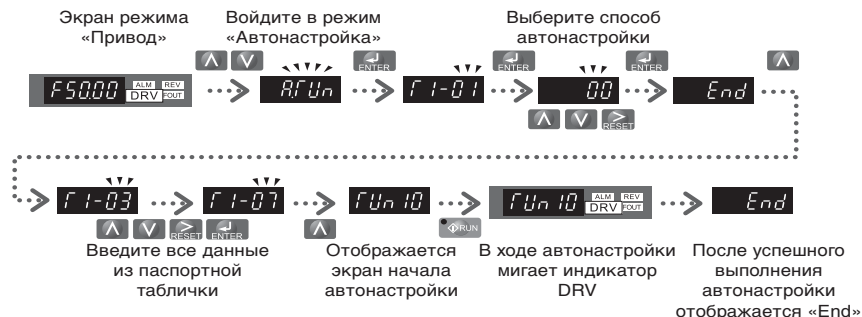 Экран режима
«Привод»
Войдите в режим
«Автонастройка»
Выберите способ
автонастройки
F50.00
ALM
REV
DRV
FOUT
ATUn
ENTER
T1-01
ENTER
00
RESET
ENTER
End
T1-03
RESET
ENTER
T1-07
TUn10
RUN
TUn10
ALM
REV
DRV
FOUT
End
Введите все данные
из паспортной
таблички
Отображается
экран начала
автонастройки
В ходе автонастройки
мигает индикатор
DRV
После успешного
выполнения
автонастройки
отображается «End»